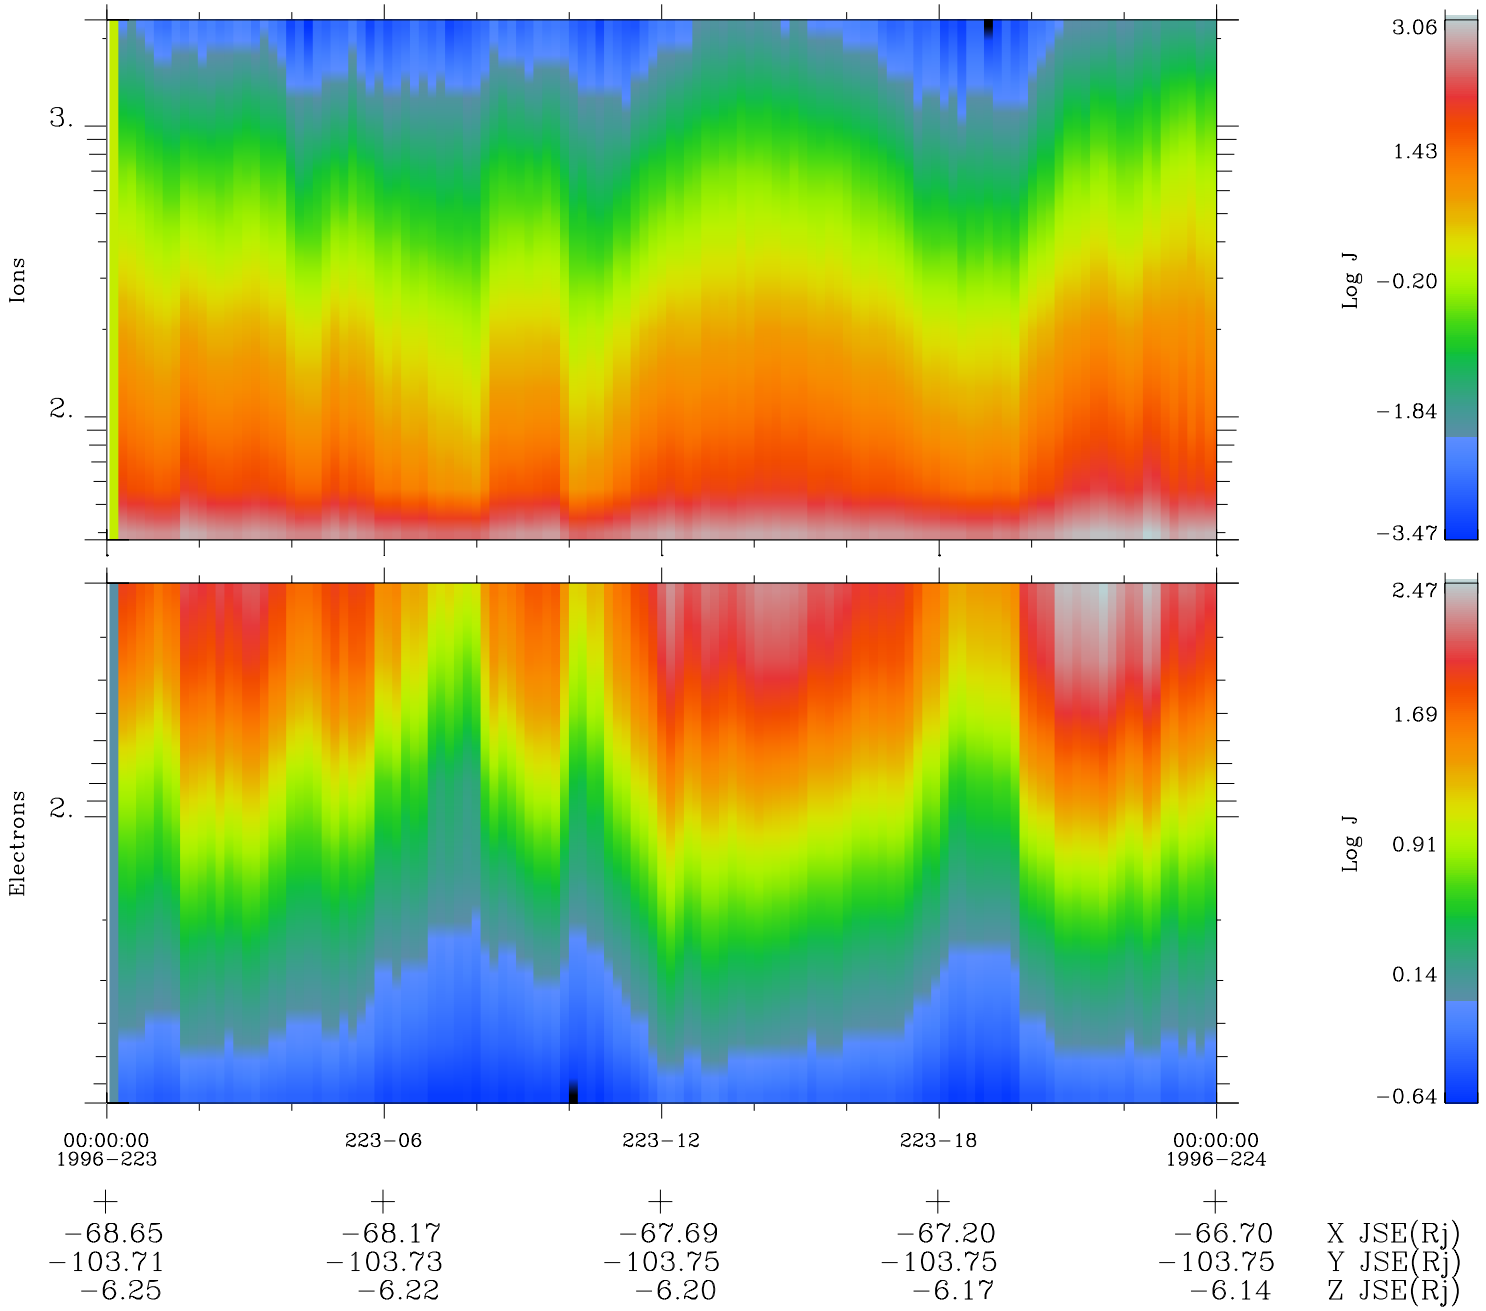 3.
2.
Ions
3.06
1.43
−0.20
−1.84
−3.47
Log J
2.
Electrons
2.47
1.69
0.91
0.14
−0.64
Log J
00:00:00 223−06 223−12 223−18 00:00:00
1996−223 1996−224
−68.65 −68.17 −67.69 −67.20 −66.70 X JSE(Rj)
−103.71 −103.73 −103.75 −103.75 −103.75 Y JSE(Rj)
−6.25 −6.22 −6.20 −6.17 −6.14 Z JSE(Rj)